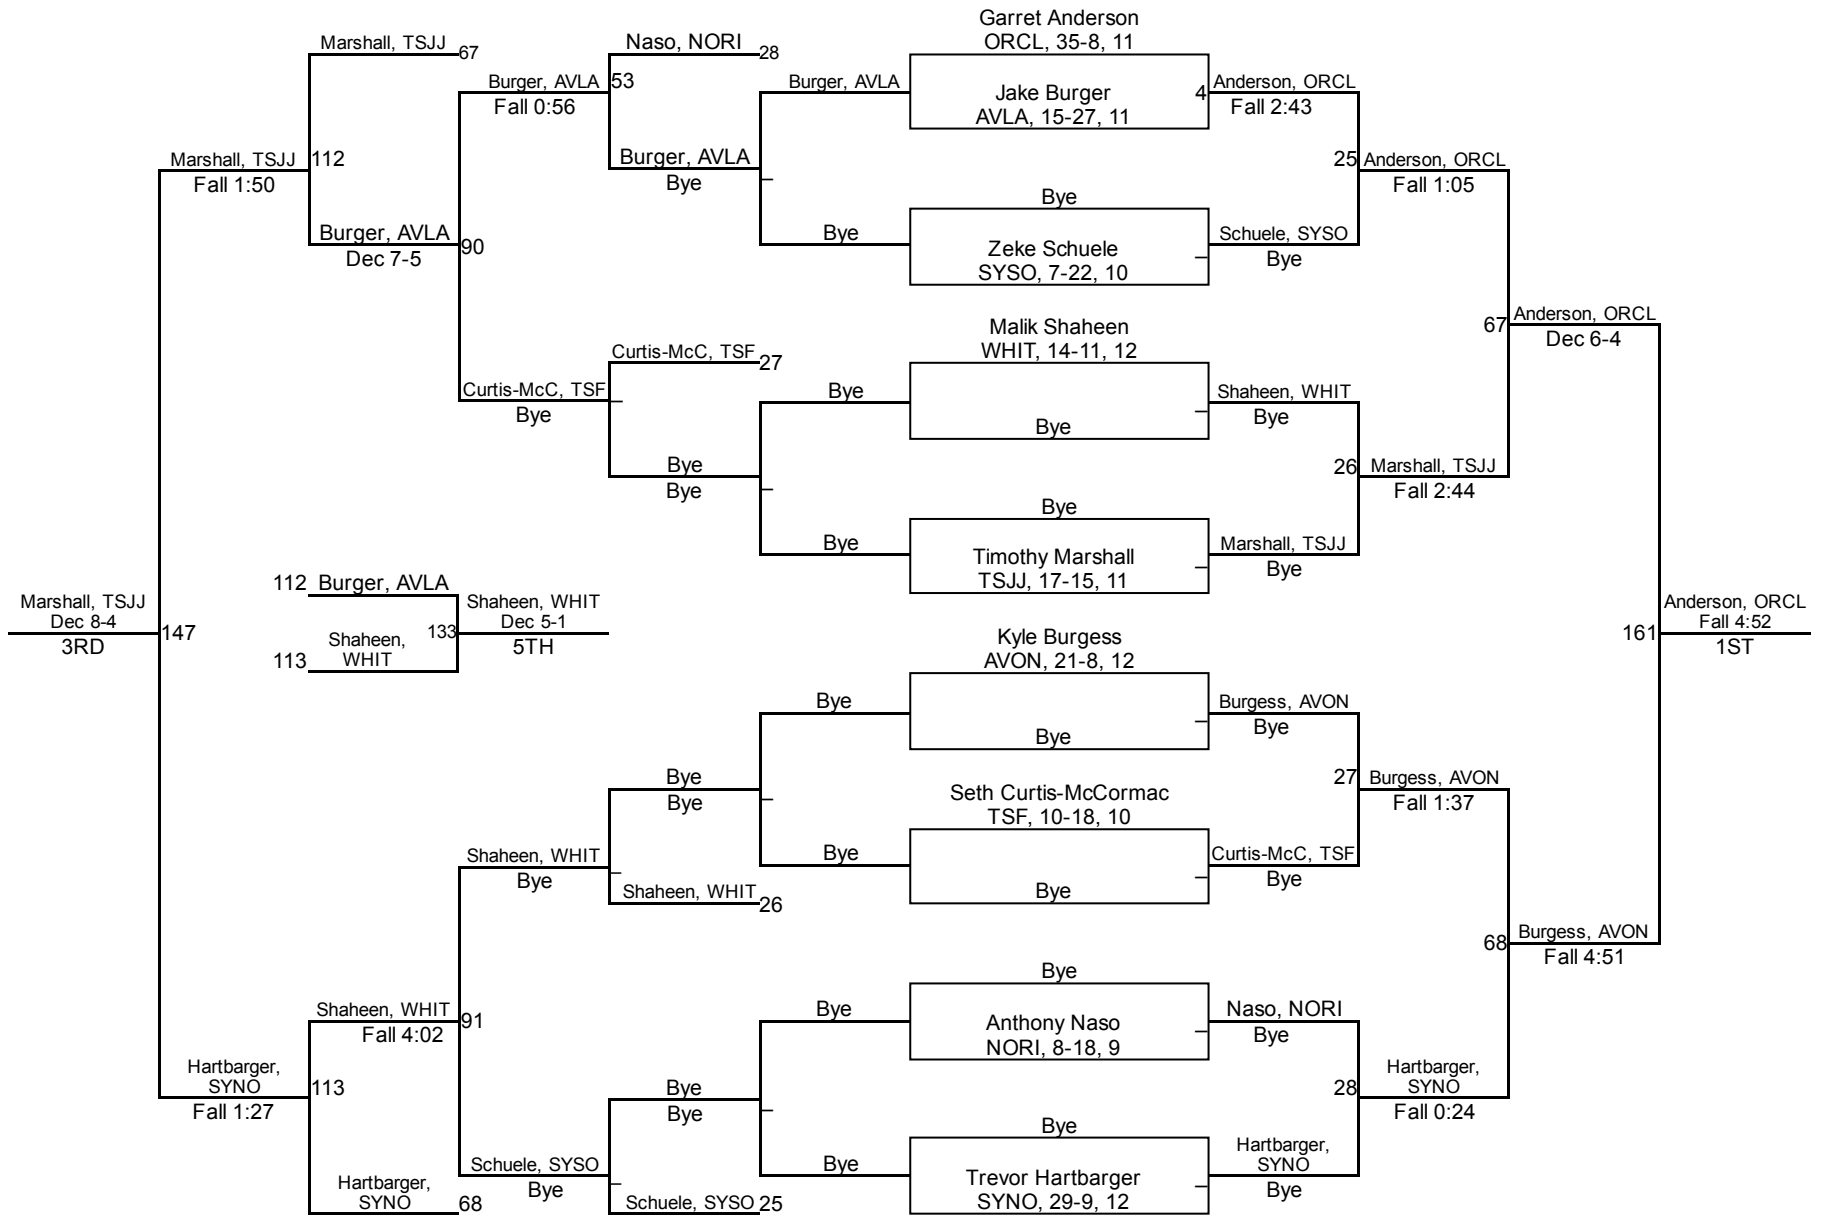 Garret Anderson
ORCL, 35-8, 11
Marshall, TSJJ
67
Naso, NORI
28
Burger, AVLA
53
Fall 0:56
Burger, AVLA
Jake Burger
AVLA, 15-27, 11
4
Anderson, ORCL
Fall 2:43
Marshall, TSJJ
112
Fall 1:50
Burger, AVLA
Bye
25
Anderson, ORCL
Fall 1:05
Bye
Burger, AVLA
90
Dec 7-5
Bye
Zeke Schuele
SYSO, 7-22, 10
Schuele, SYSO
Bye
Malik Shaheen
WHIT, 14-11, 12
67
Anderson, ORCL
Dec 6-4
Curtis-McC, TSF
27
Curtis-McC, TSF
Bye
Bye
Bye
Shaheen, WHIT
Bye
Bye
Bye
26
Marshall, TSJJ
Fall 2:44
Bye
Bye
Timothy Marshall
TSJJ, 17-15, 11
Marshall, TSJJ
Bye
112
Burger, AVLA
Marshall, TSJJ
Dec 8-4
147
3RD
Shaheen,
WHIT
113
133
Shaheen, WHIT
Dec 5-1
5TH
Anderson, ORCL
Fall 4:52
161
1ST
Kyle Burgess
AVON, 21-8, 12
Bye
Bye
Burgess, AVON
Bye
Bye
Bye
27
Burgess, AVON
Fall 1:37
Seth Curtis-McCormac
TSF, 10-18, 10
Shaheen, WHIT
Bye
Bye
Bye
Curtis-McC, TSF
Bye
Shaheen, WHIT
26
68
Burgess, AVON
Fall 4:51
Bye
Shaheen, WHIT
91
Fall 4:02
Bye
Anthony Naso
NORI, 8-18, 9
Naso, NORI
Bye
Hartbarger,
SYNO
113
Fall 1:27
Bye
Bye
28
Hartbarger,
SYNO
Fall 0:24
Bye
Hartbarger,
SYNO
68
Schuele, SYSO
Bye
Schuele, SYSO
25
Bye
Trevor Hartbarger
SYNO, 29-9, 12
Hartbarger,
SYNO
Bye